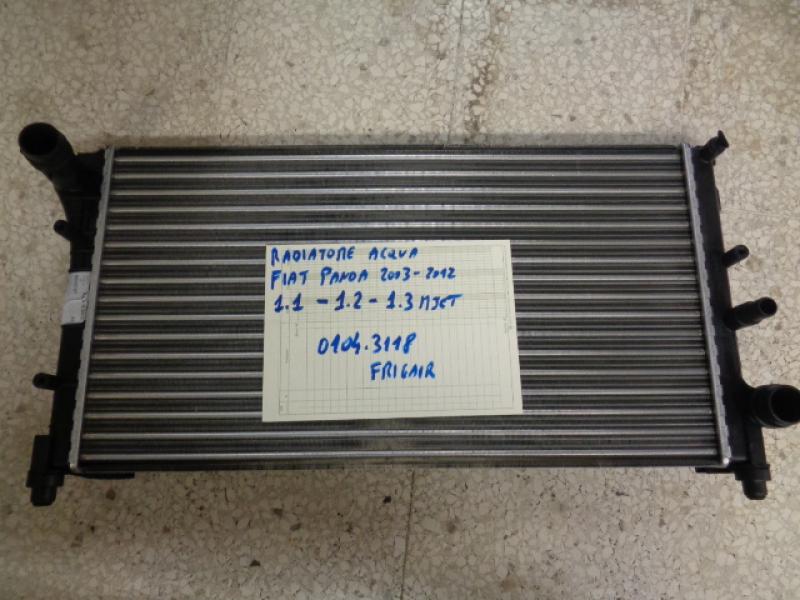 RADIATORE ACQUA
FIAT PANDA 2003-2012
1.1 - 1.2 - 1.3 MJET
0104.3118
FRIGAIR